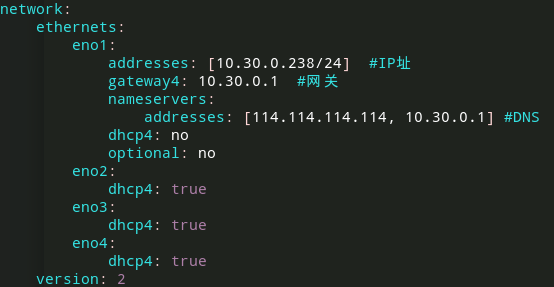 network:
    ethernets:
        eno1:
            addresses: [10.30.0.238/24]  #IP址
            gateway4: 10.30.0.1  #网关
            nameservers:
                addresses: [114.114.114.114, 10.30.0.1] #DNS
            dhcp4: no
            optional: no
        eno2:
            dhcp4: true
        eno3:
            dhcp4: true
        eno4:
            dhcp4: true
    version: 2